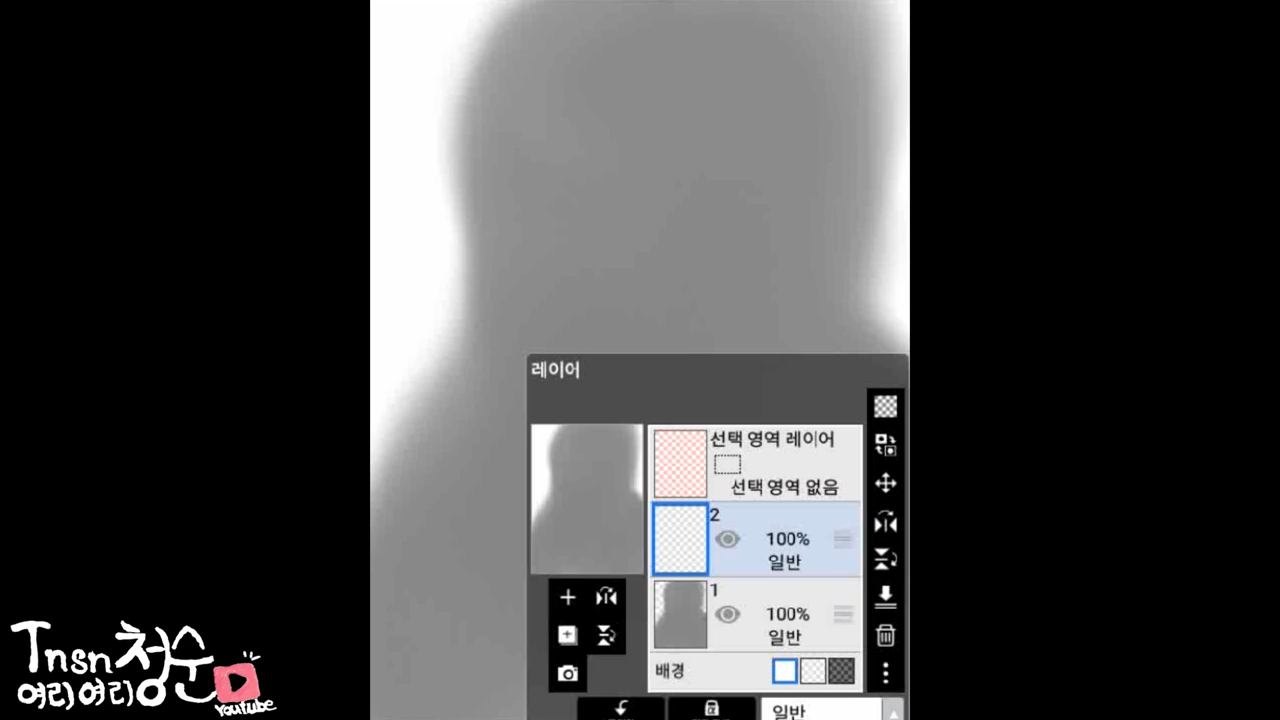 레이어
선택 영역 레이어
선택 영역 없음
2
100%
일반
1
100%
일반
배경
일반
Tnsn청순
여리여리
YouTube